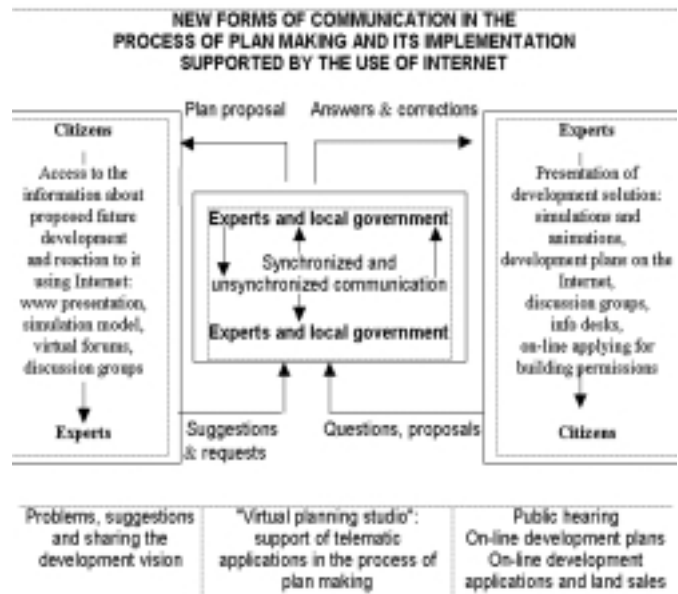 NEW FORMS OF COMMUNICATION IN THE
PROCESS OF PLAN MAKING AND ITS IMPLEMENTATION
SUPPORTED BY THE USE OF INTERNET
Plan proposal
Answers & corrections
Citizens
Access to the
information about
proposed future
development
and reaction to it
using Internet:
www presentation,
simulation model,
virtual forums,
discussion groups
Experts
Experts and local government
Synchronized and
unsynchronized communication
Experts and local government
Experts
Presentation of
development solution:
simulations and
animations,
development plans on the
Internet,
discussion groups,
info desks,
on-line applying for
building permissions
Citizens
Suggestions
& requests
Questions, proposals
Problems, suggestions
and sharing the
development vision
"Virtual planning studio":
support of telematic
applications in the process of
plan making
Public hearing
On-line development plans
On-line development
applications and land sales